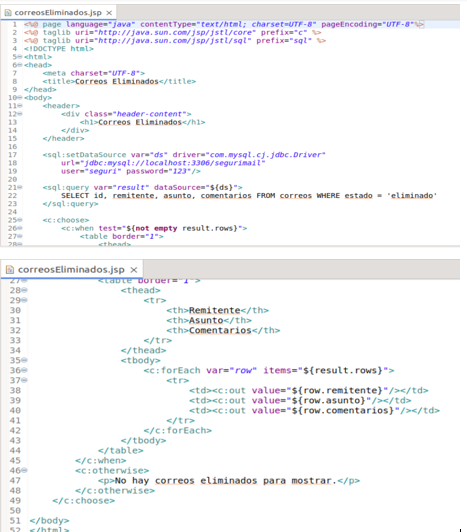 correosEliminados.jsp ×
1 <%@ page language="java" contentType="text/html; charset=UTF-8" pageEncoding="UTF-8"%>
2 <%@ taglib uri="http://java.sun.com/jsp/jstl/core" prefix="c" %>
3 <%@ taglib uri="http://java.sun.com/jsp/jstl/sql" prefix="sql" %>
4 <!DOCTYPE html>
5 <html>
6 <head>
7 <meta charset="UTF-8">
8 <title>Correos Eliminados</title>
9 </head>
10 <body>
11 <header>
12 <div class="header-content">
13 <h1>Correos Eliminados</h1>
14 </div>
15 </header>
16
17 <sql:setDataSource var="ds" driver="com.mysql.cj.jdbc.Driver"
18 url="jdbc:mysql://localhost:3306/segurimail"
19 user="seguri" password="123"/>
20
21 <sql:query var="result" dataSource="${ds}">
22 SELECT id, remitente, asunto, comentarios FROM correos WHERE estado = 'eliminado'
23 </sql:query>
24
25 <c:choose>
26 <c:when test="${not empty result.rows}">
27 <table border="1">
28 <thead>
correosEliminados.jsp ×
27 <table border="1">
28 <thead>
29 <tr>
30 <th>Remitente</th>
31 <th>Asunto</th>
32 <th>Comentarios</th>
33 </tr>
34 </thead>
35 <tbody>
36 <c:forEach var="row" items="${result.rows}">
37 <tr>
38 <td><c:out value="${row.remitente}"/></td>
39 <td><c:out value="${row.asunto}"/></td>
40 <td><c:out value="${row.comentarios}"/></td>
41 </tr>
42 </c:forEach>
43 </tbody>
44 </table>
45 </c:when>
46 <c:otherwise>
47 <p>No hay correos eliminados para mostrar.</p>
48 </c:otherwise>
49 </c:choose>
50
51 </body>
52 </html>